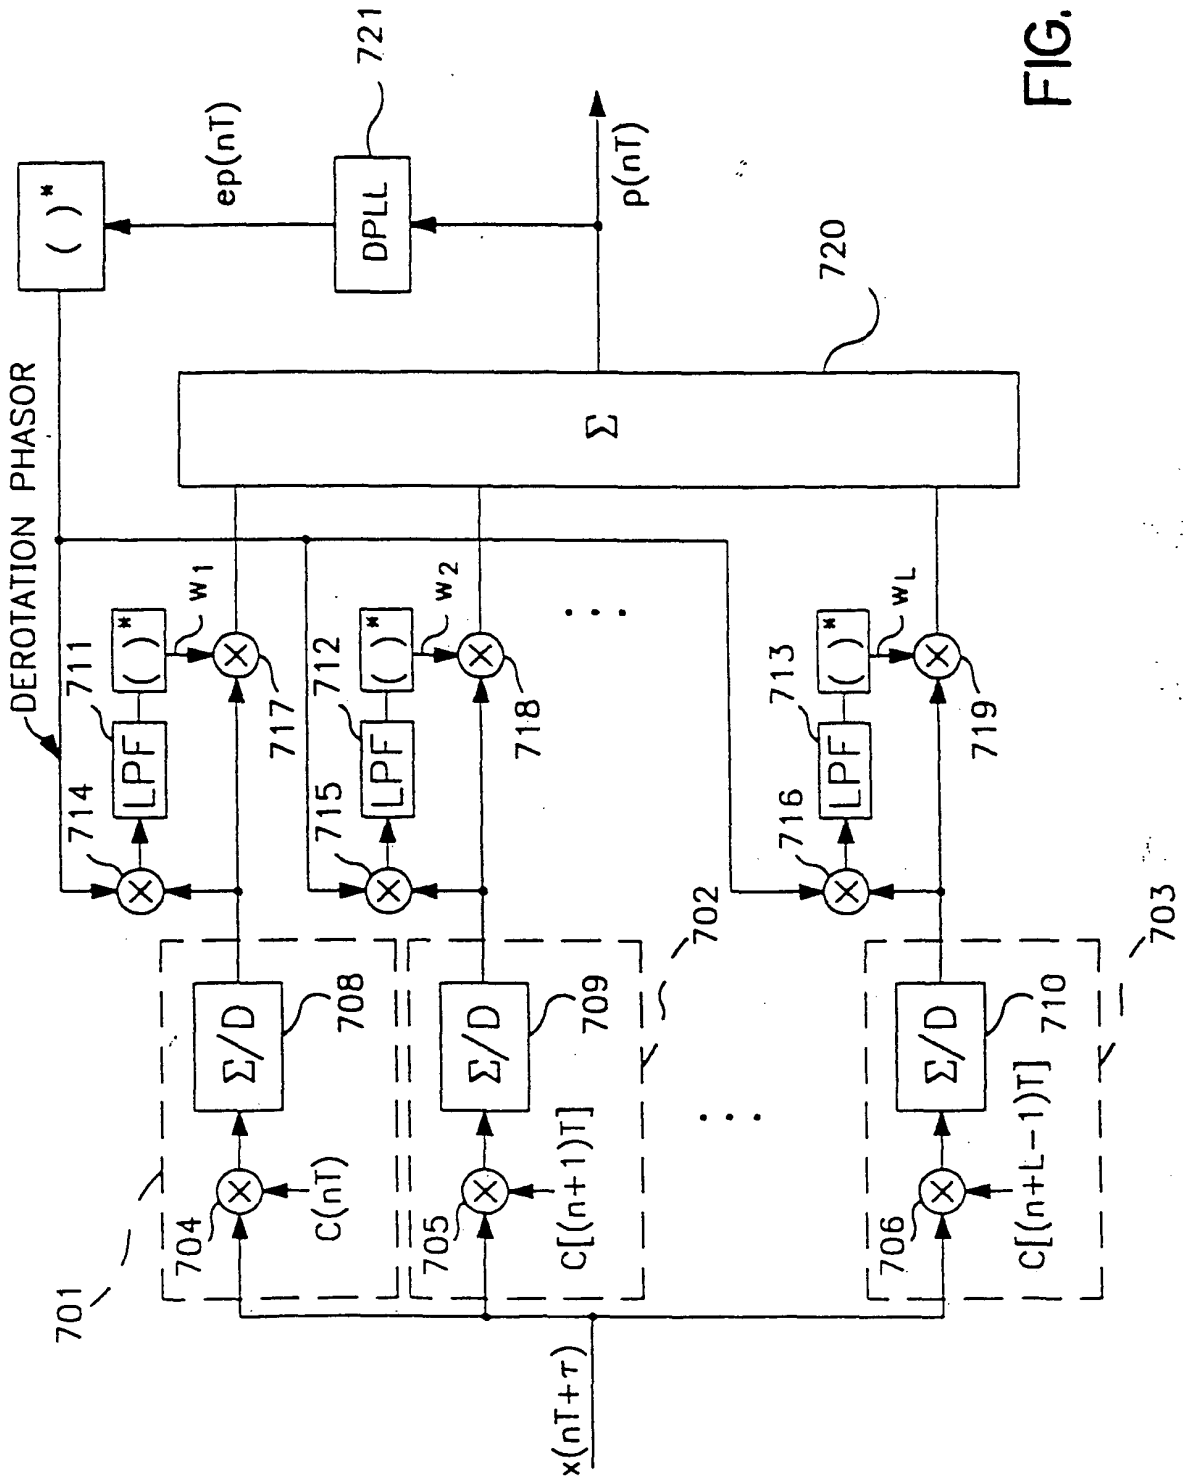 DEROTATION PHASOR
( )*
ep(nT)
721
DPLL
p(nT)
FIG.
720
Σ
711
( )*
w1
LPF
714
717
712
( )*
w2
LPF
715
718
. . .
713
( )*
wL
LPF
716
719
701
704
C(nT)
Σ/D
708
702
705
C[(n+1)T]
Σ/D
709
. . .
703
706
C[(n+L-1)T]
Σ/D
710
x(nT+τ)